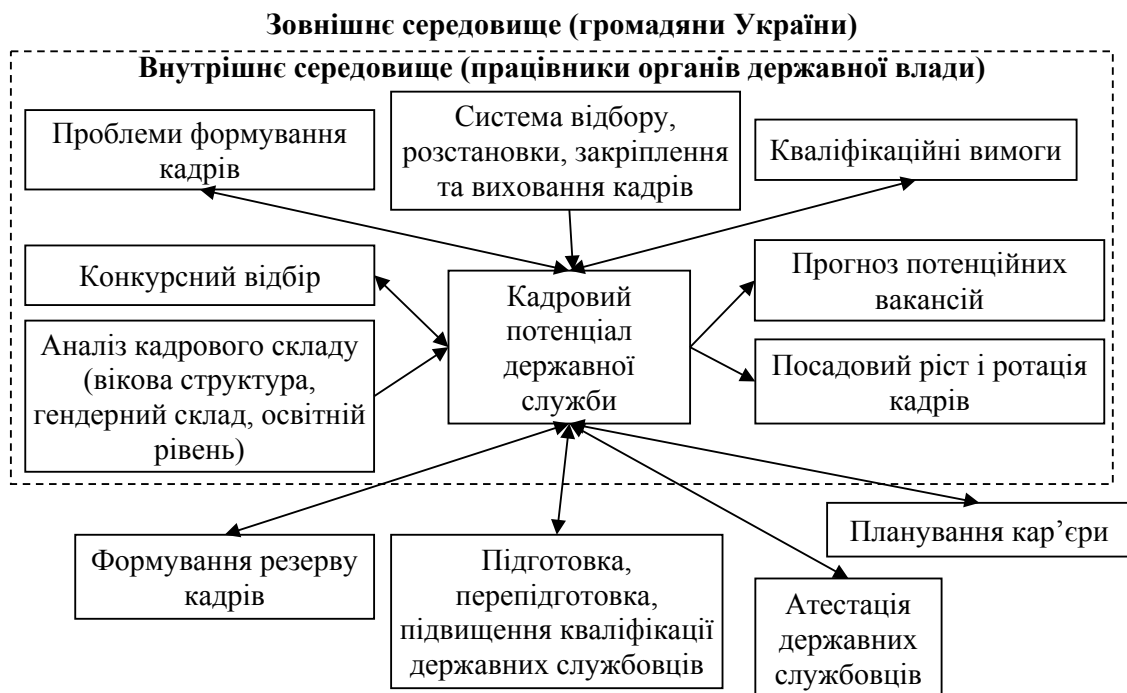 Зовнішнє середовище (громадяни України)
Внутрішнє середовище (працівники органів державної влади)
Проблеми формування
кадрів
Система відбору,
розстановки, закріплення
та виховання кадрів
Кваліфікаційні вимоги
Конкурсний відбір
Аналіз кадрового складу
(вікова структура,
гендерний склад, освітній
рівень)
Кадровий
потенціал
державної
служби
Прогноз потенційних
вакансій
Посадовий ріст і ротація
кадрів
Формування резерву
кадрів
Підготовка,
перепідготовка,
підвищення кваліфікації
державних службовців
Атестація
державних
службовців
Планування кар’єри